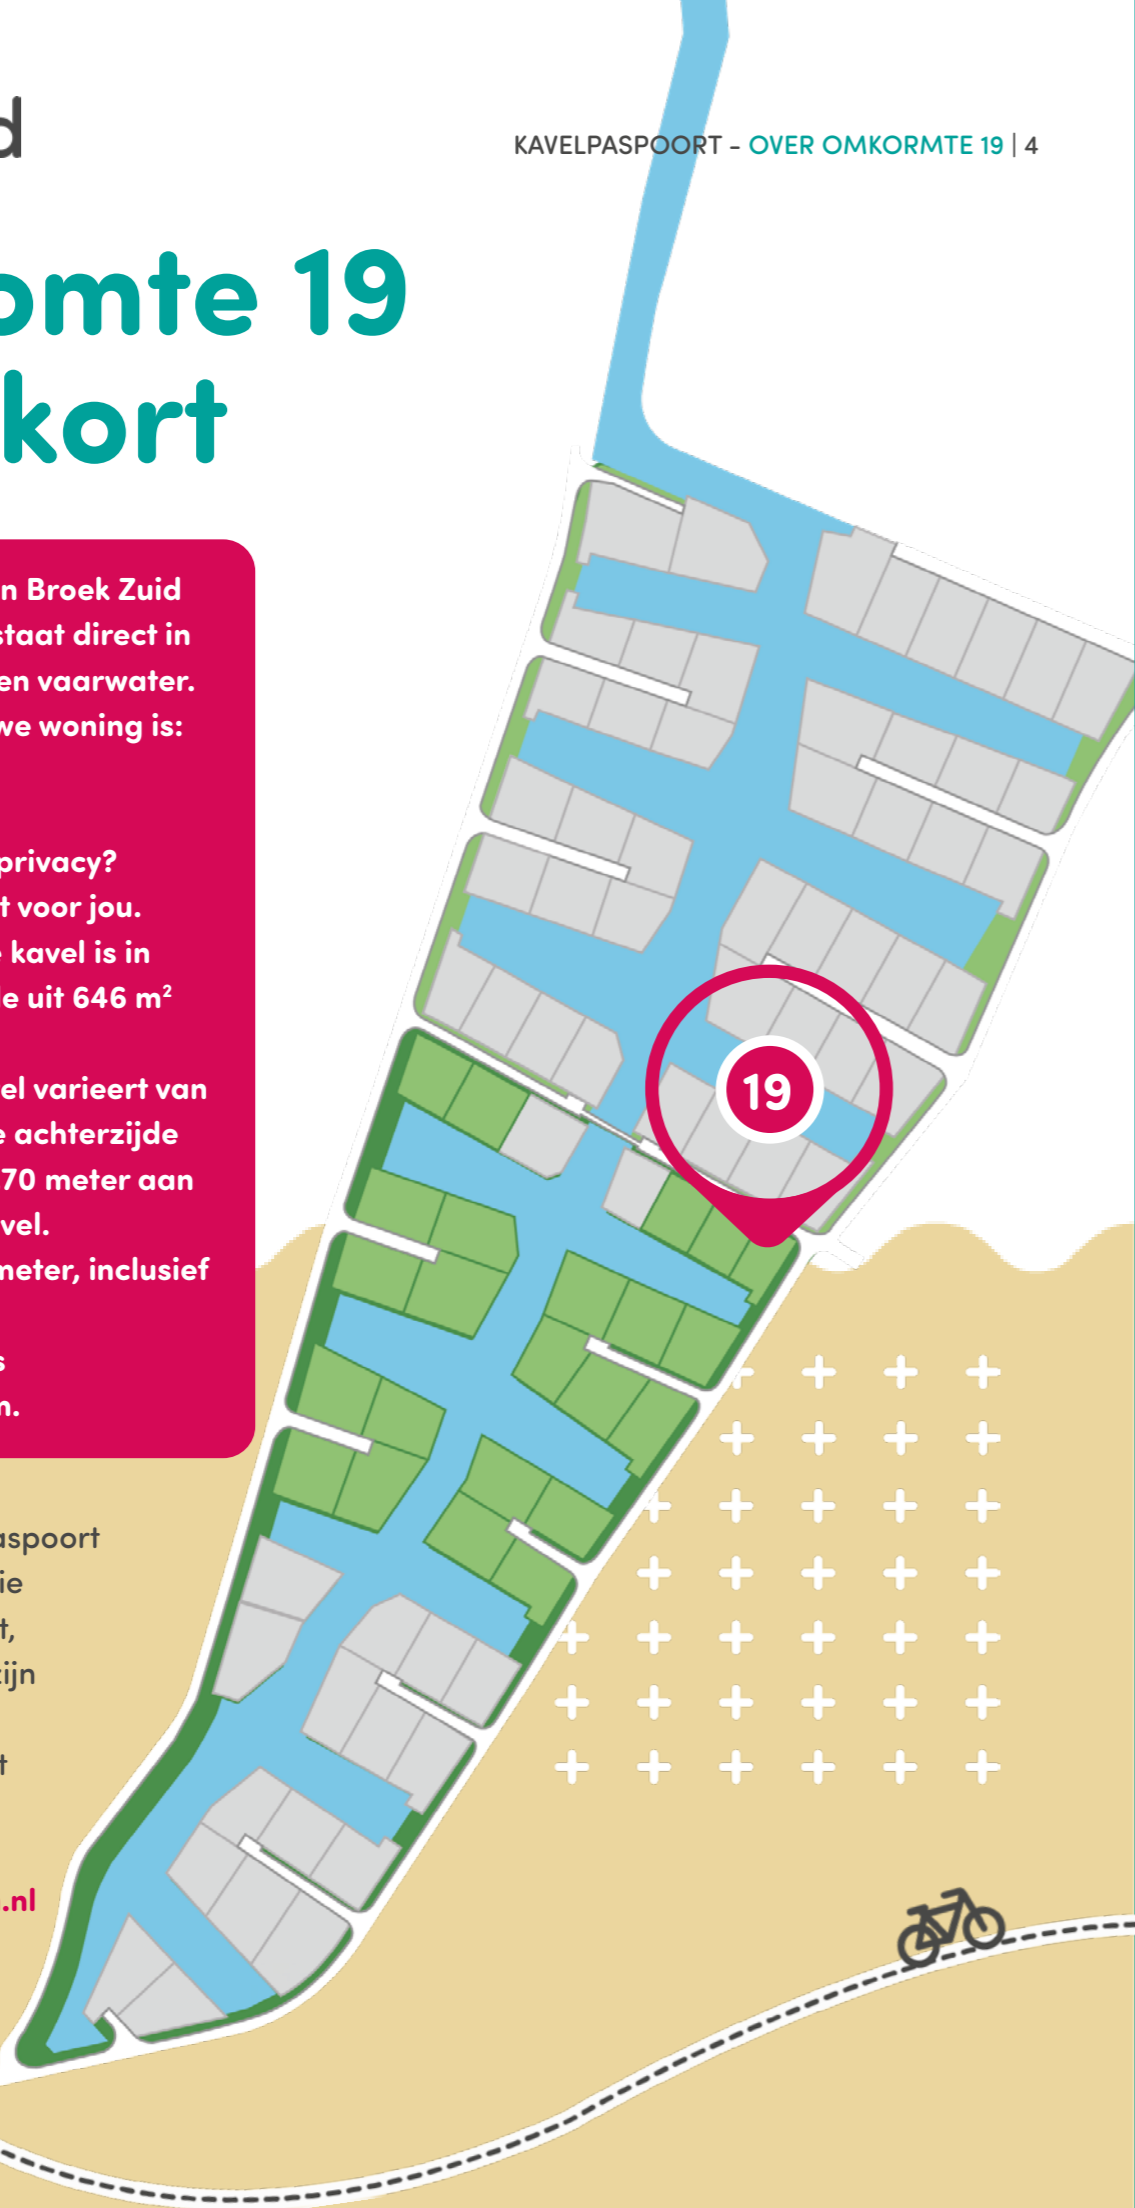 d
KAVELPASPOORT - OVER OMKORMTE 19 | 4
omte 19
kort
n Broek Zuid
staat direct in
en vaarwater.
we woning is:
privacy?
t voor jou.
e kavel is in
le uit 646 m²
el varieert van
e achterzijde
70 meter aan
vel.
meter, inclusief
s
n.
19
aspoort
ie
t,
zijn
t
.nl